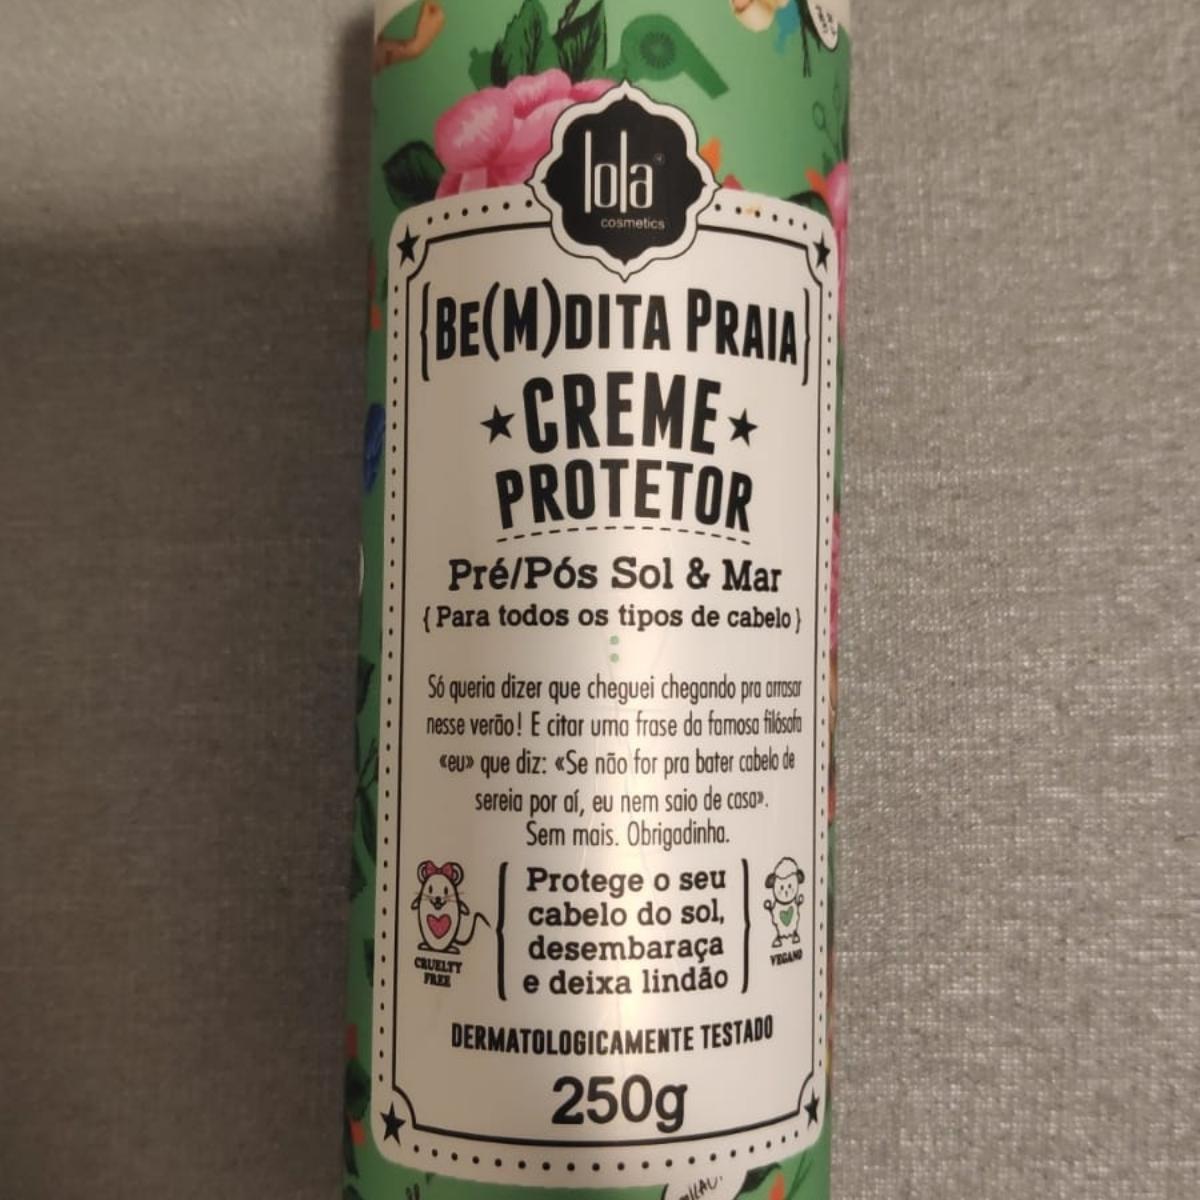 lola
cosmetics
{BE(M)DITA PRAIA}
★CREME★
PROTETOR
Pré/Pós Sol & Mar
{Para todos os tipos de cabelo}
Só queria dizer que cheguei chegando pra arrasar
nesse verão! E citar uma frase da famosa filósofa
«eu» que diz: «Se não for pra bater cabelo de
sereia por aí, eu nem saio de casa».
Sem mais. Obrigadinha.
Protege o seu
cabelo do sol,
desembaraça
e deixa lindão
CRUELTY
FREE
VEGANO
DERMATOLOGICAMENTE TESTADO
250g